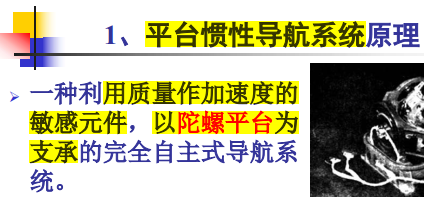 1、平台惯性导航系统原理
一种利用质量作加速度的
敏感元件，以陀螺平台为
支承的完全自主式导航系
统。